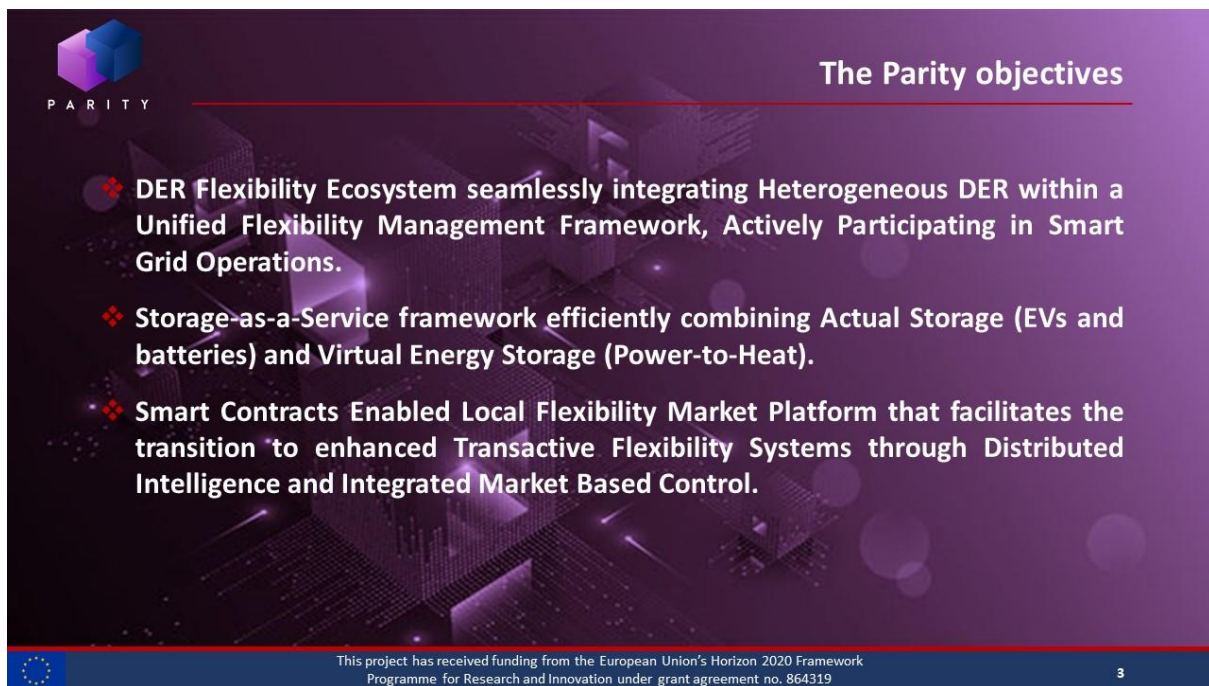 PARITY
The Parity objectives
❖ DER Flexibility Ecosystem seamlessly integrating Heterogeneous DER within a
Unified Flexibility Management Framework, Actively Participating in Smart
Grid Operations.
❖ Storage-as-a-Service framework efficiently combining Actual Storage (EVs and
batteries) and Virtual Energy Storage (Power-to-Heat).
❖ Smart Contracts Enabled Local Flexibility Market Platform that facilitates the
transition to enhanced Transactive Flexibility Systems through Distributed
Intelligence and Integrated Market Based Control.
This project has received funding from the European Union's Horizon 2020 Framework
Programme for Research and Innovation under grant agreement no. 864319
3